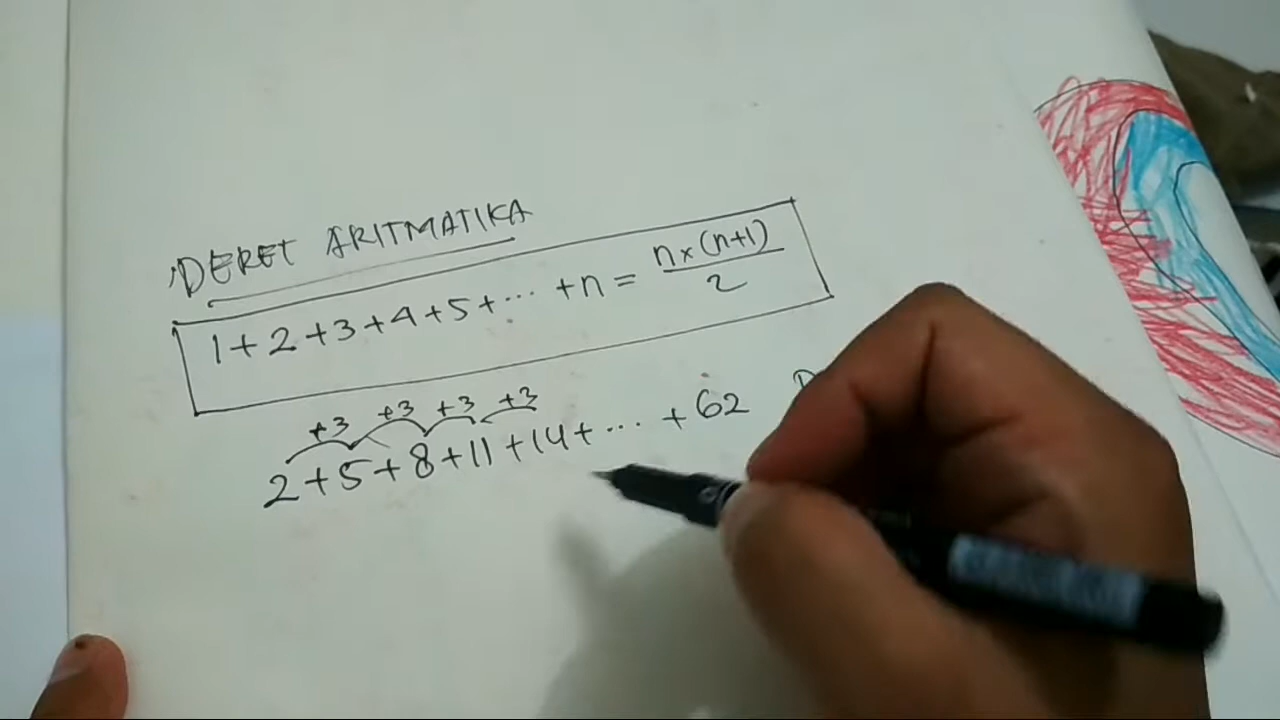 DERET ARITMATIKA
1+2+3+4+5+... +n = n×(n+1)/2
+3 +3 +3 +3
2+5+8+11+14+... +62